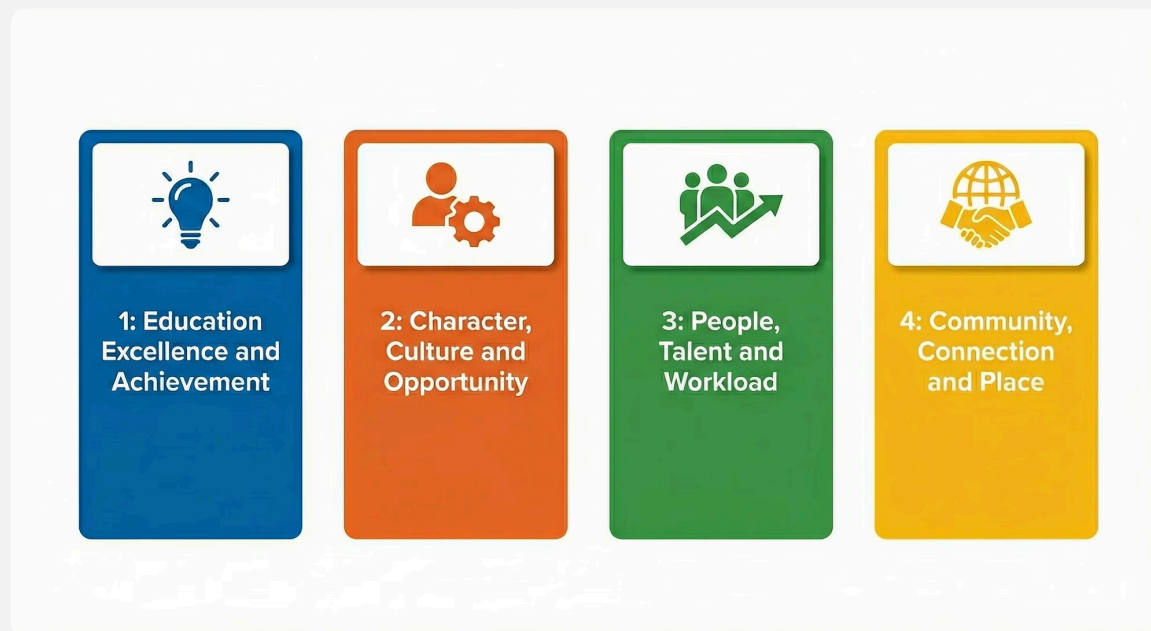 1: Education
Excellence and
Achievement
2: Character,
Culture and
Opportunity
3: People,
Talent and
Workload
4: Community,
Connection
and Place